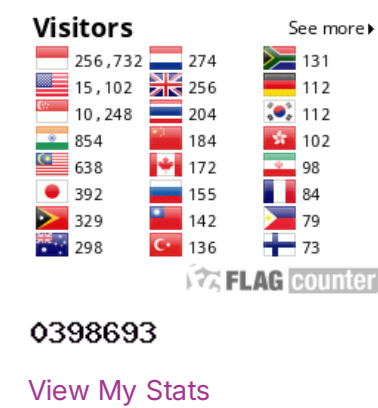 Visitors See more
256,732 274 131
15,102 256 112
10,248 204 112
854 184 102
638 172 98
392 155 84
329 142 79
298 136 73
FLAG counter
0398693
View My Stats